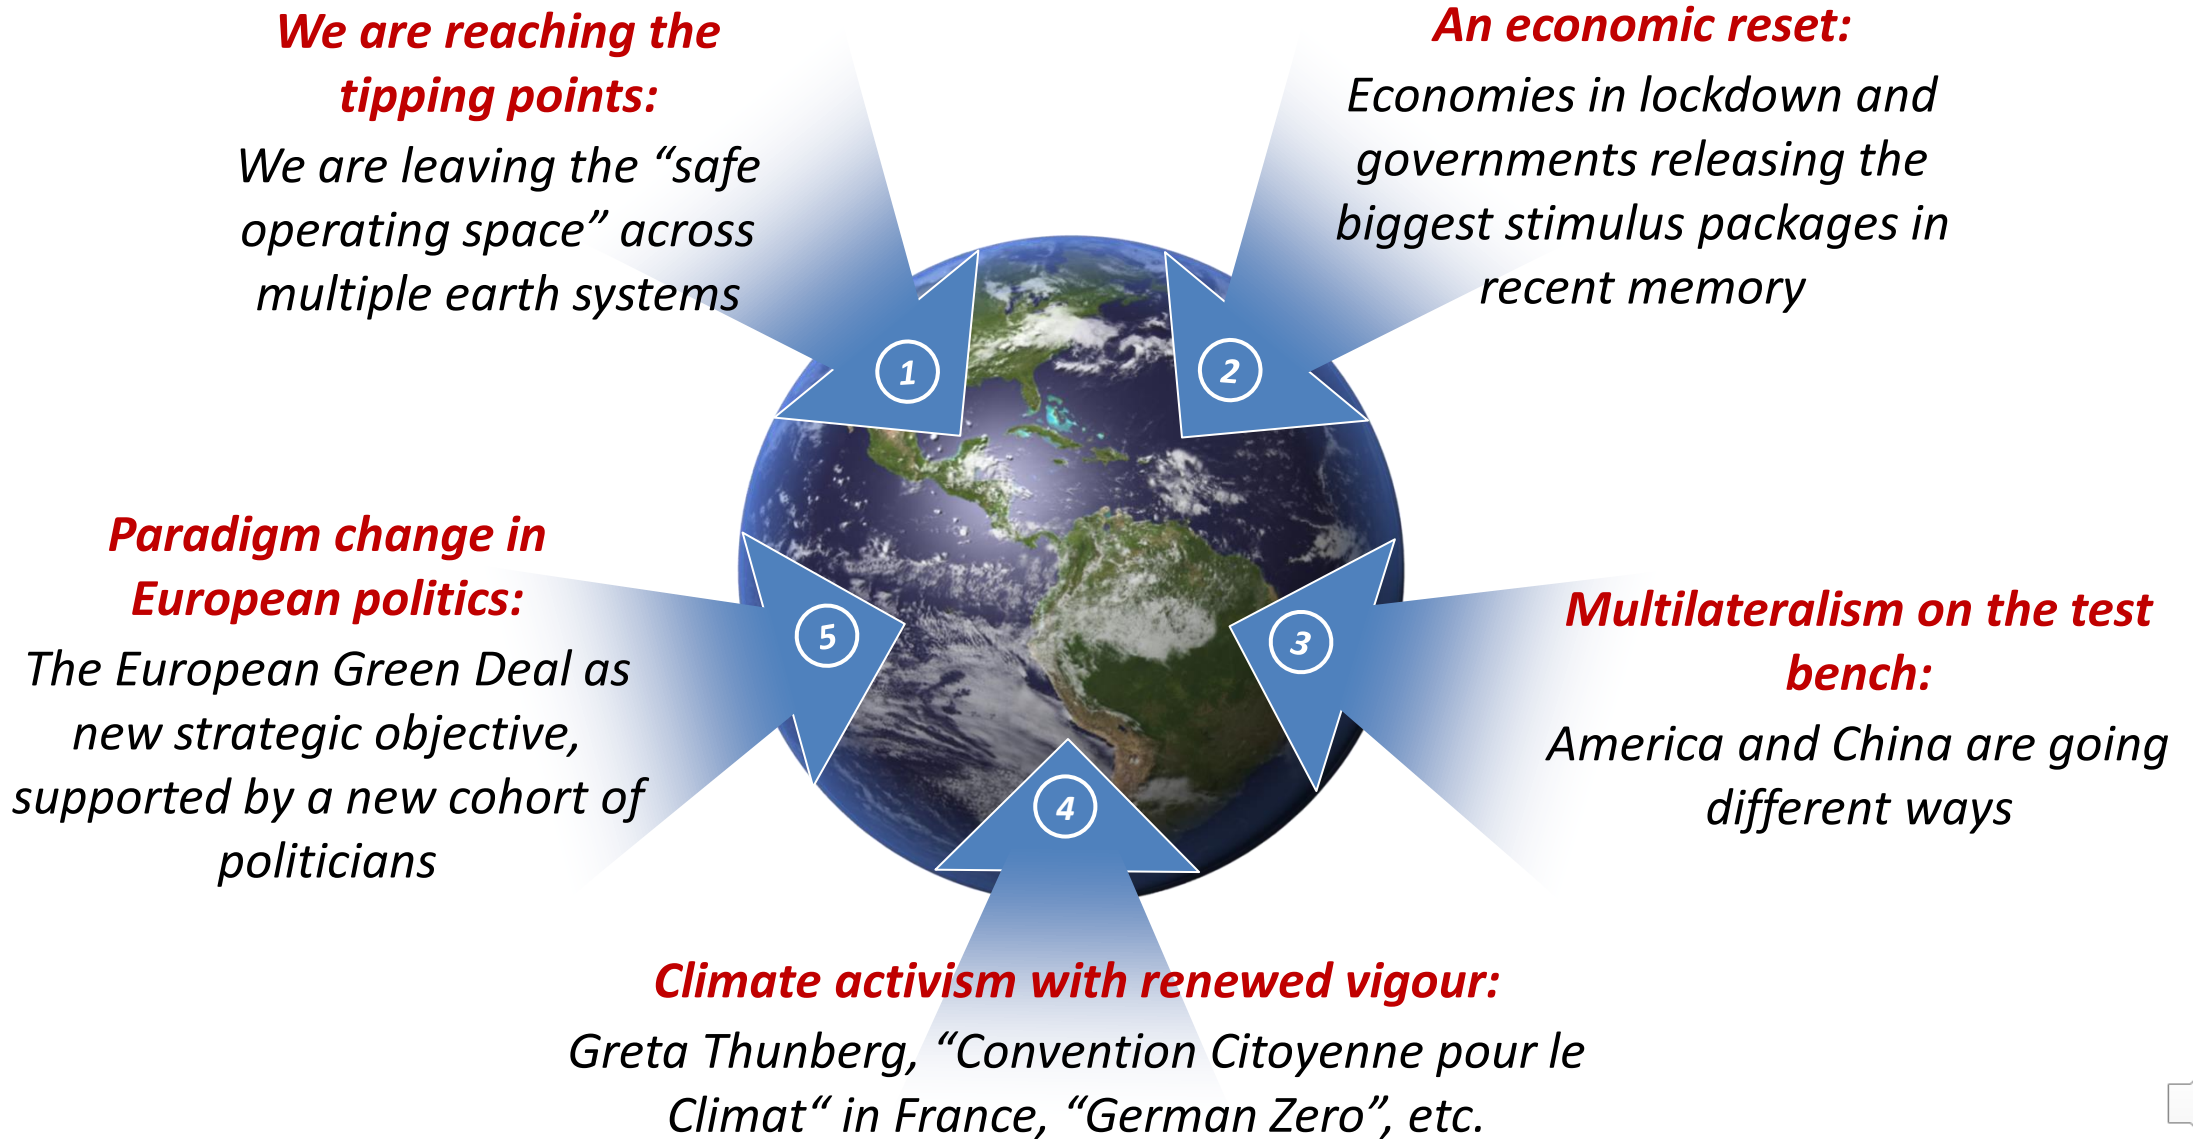 We are reaching the
tipping points:
We are leaving the “safe
operating space” across
multiple earth systems
1
An economic reset:
Economies in lockdown and
governments releasing the
biggest stimulus packages in
recent memory
2
Multilateralism on the test
bench:
America and China are going
different ways
3
Climate activism with renewed vigour:
Greta Thunberg, “Convention Citoyenne pour le
Climat“ in France, “German Zero”, etc.
4
Paradigm change in
European politics:
The European Green Deal as
new strategic objective,
supported by a new cohort of
politicians
5